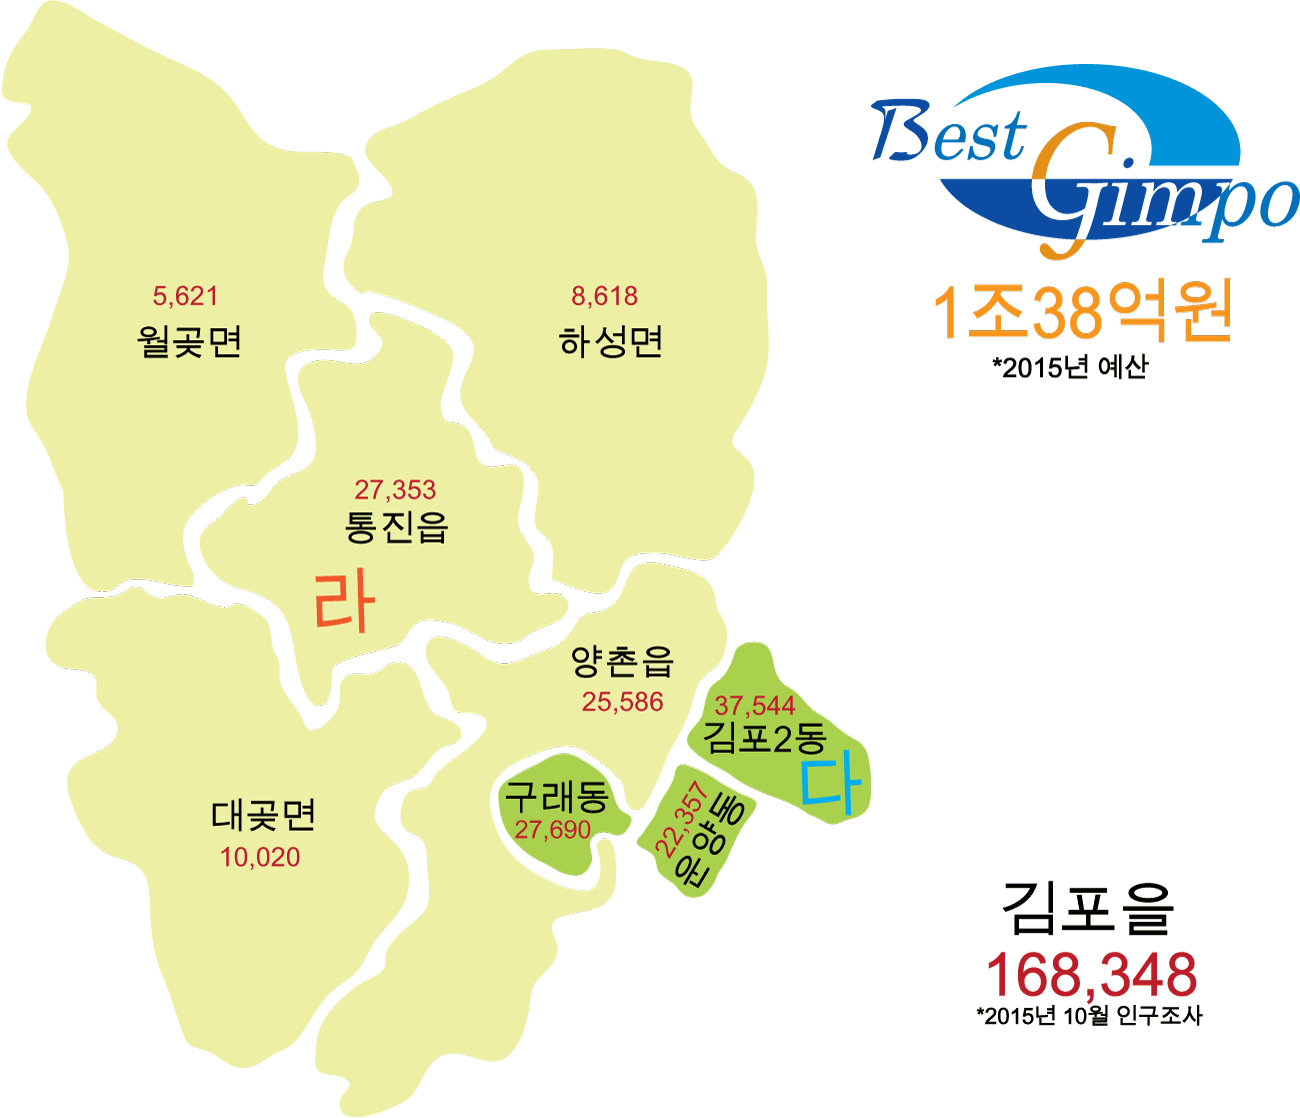 Best
Gimpo
1조38억원
*2015년 예산
5,621
월곶면
8,618
하성면
27,353
통진읍
라
양촌읍
25,586
37,544
김포2동
다
구래동
27,690
22,357
운양동
대곶면
10,020
김포을
168,348
*2015년 10월 인구조사